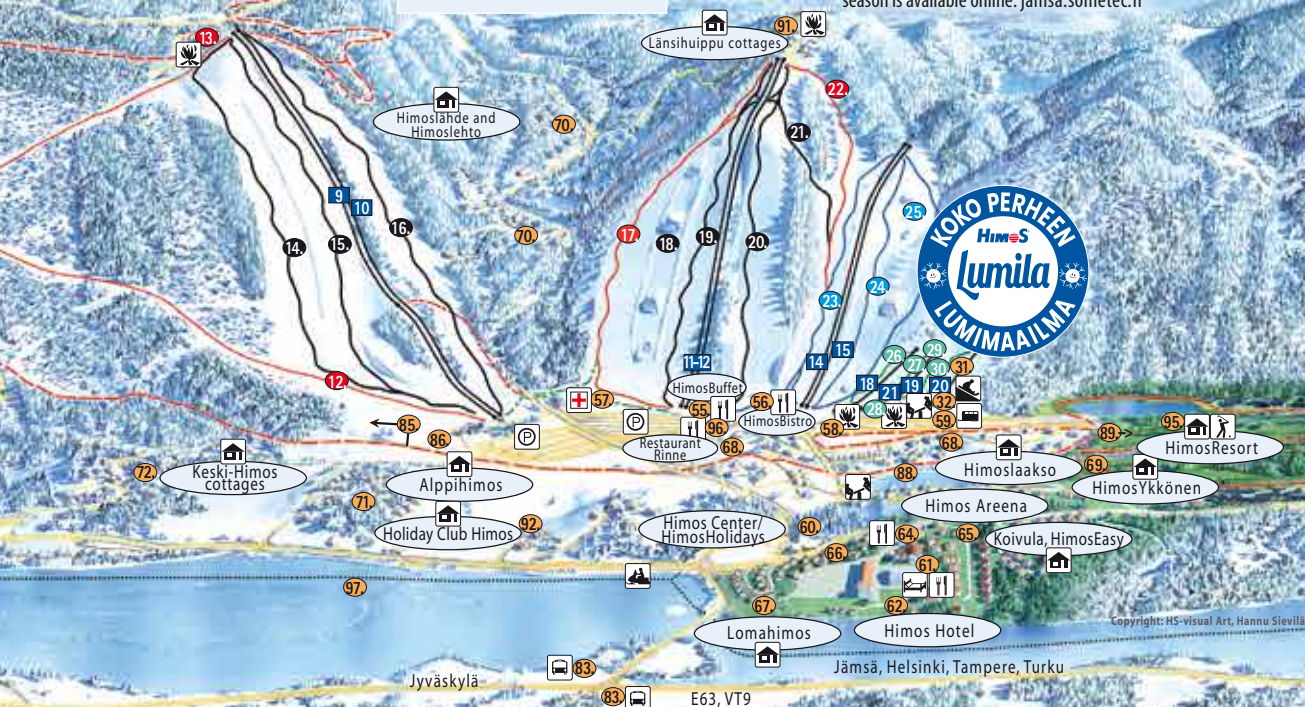 season is available online: jamsa.sometec.fi
13.
91.
Länsihuippu cottages
22.
Himoslähde and
Himoslehto
70.
21.
9
10
25.
KOKO PERHEEN
HIMOS
Lumila
LUMIMAAILMA
14.
15.
16.
70.
17.
18.
19.
20.
23.
24.
11-12
14
15
26
27
29
30
31
12.
HimosBuffet
18
21
19
20
57.
55.
56.
28
32
HimosBistro
58.
59.
85.
86.
P
P
96
Restaurant
Rinne
68.
68.
89.
95.
HimosResort
72.
Keski-Himos
cottages
Alppihimos
88
Himoslaakso
69.
HimosYkkönen
71.
Holiday Club Himos
92.
Himos Center/
HimosHolidays
60.
Himos Areena
64.
65.
Koivula, HimosEasy
66.
61.
97.
67.
62.
Lomahimos
Himos Hotel
Copyright: HS-visual Art, Hannu Sievilä
Jyväskylä
83.
Jämsä, Helsinki, Tampere, Turku
83.
E63, VT9